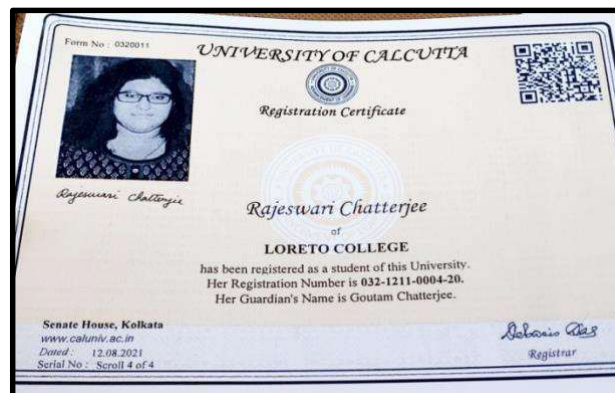 Form No : 0320011
UNIVERSITY OF CALCUTTA
Registration Certificate
Rajeswari Chatterjee
Rajeswari Chatterjee
of
LORETO COLLEGE
has been registered as a student of this University.
Her Registration Number is 032-1211-0004-20.
Her Guardian's Name is Goutam Chatterjee.
Senate House, Kolkata
www.caluniv.ac.in
Dated : 12.08.2021
Serial No : Scroll 4 of 4
Registrar